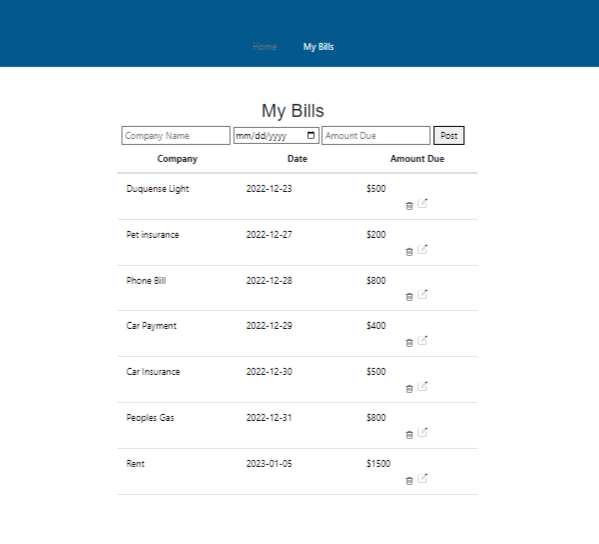 Home My Bills
My Bills
Company Name mm/dd/yyyy Amount Due Post
Company Date Amount Due
Duquense Light 2022-12-23 $500
Pet insurance 2022-12-27 $200
Phone Bill 2022-12-28 $800
Car Payment 2022-12-29 $400
Car Insurance 2022-12-30 $500
Peoples Gas 2022-12-31 $800
Rent 2023-01-05 $1500